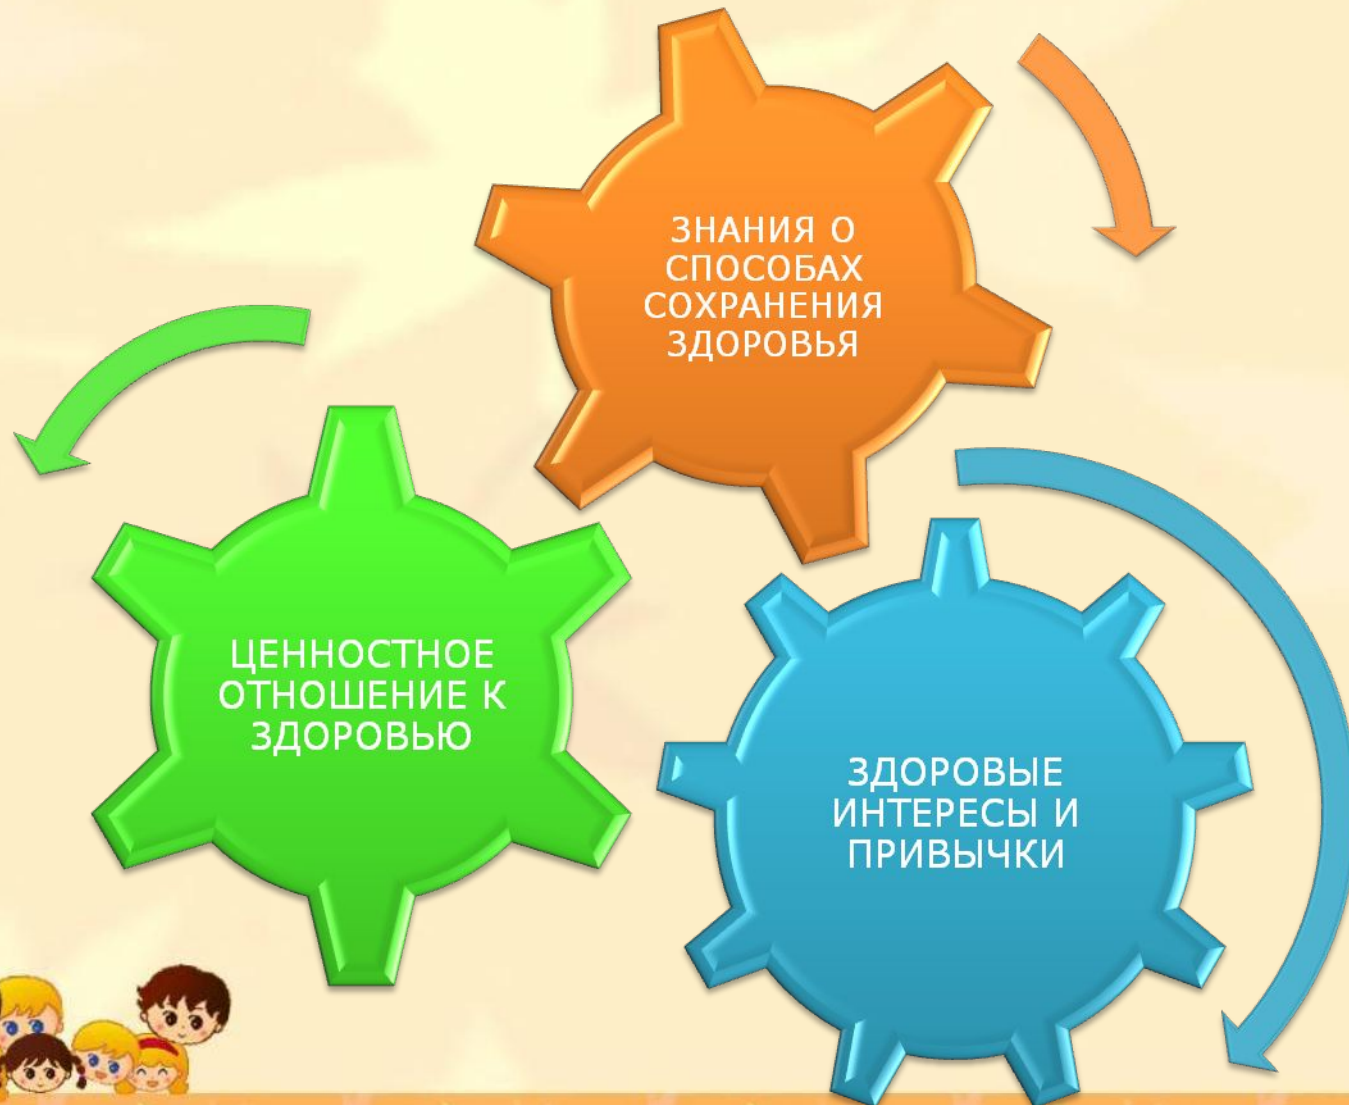 ЗНАНИЯ О
СПОСОБАХ
СОХРАНЕНИЯ
ЗДОРОВЬЯ
ЦЕННОСТНОЕ
ОТНОШЕНИЕ К
ЗДОРОВЬЮ
ЗДОРОВЫЕ
ИНТЕРЕСЫ И
ПРИВЫЧКИ